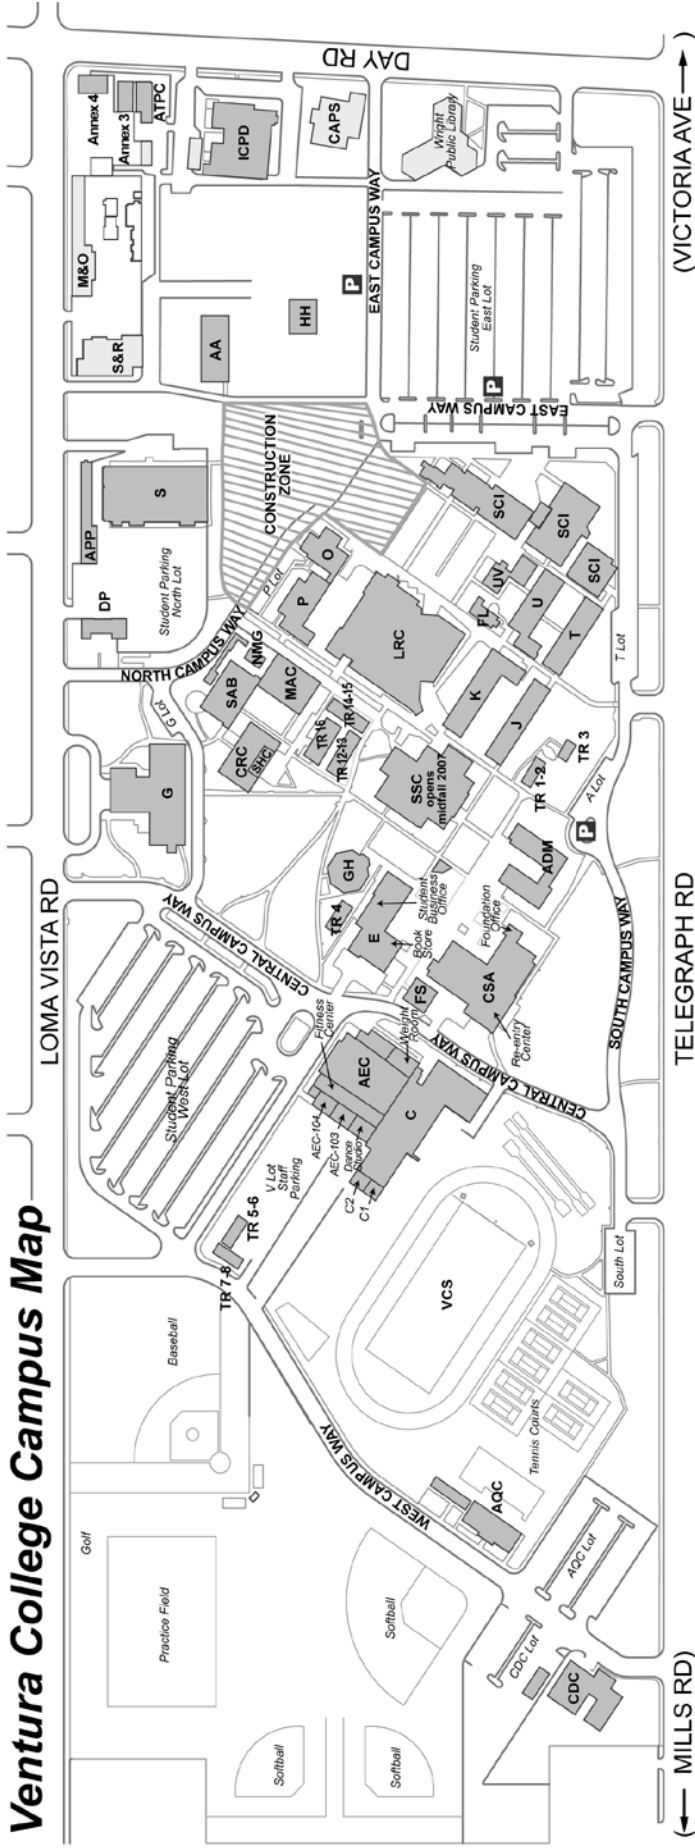 Ventura College Campus Map
LOMA VISTA RD
DAY RD
TELEGRAPH RD
(VICTORIA AVE → )
(← MILLS RD)
Annex 4
Annex 3
ATPC
ICPD
CAPS
Wright
Public Library
M&O
S&R
AA
HH
P
EAST CAMPUS WAY
Student Parking
East Lot
P
EAST CAMPUS WAY
CONSTRUCTION
ZONE
APP
S
DP
Student Parking
North Lot
NORTH CAMPUS WAY
P Lot
G Lot
O
P
NMG
SAB
MAC
LRC
CRC
SHC
TR 14-15
TR 16
TR 12-13
SCI
SCI
SCI
UV
FL
U
T
T Lot
K
J
SSC
opens
midfall 2007
TR 3
TR 1-2
A Lot
P
ADM
G
GH
TR 4
E
Student
Business
Office
Book
Store
Foundation
Office
FS
CSA
Re-entry
Center
SOUTH CAMPUS WAY
CENTRAL CAMPUS WAY
CENTRAL CAMPUS WAY
CENTRAL CAMPUS WAY
Student Parking
West Lot
Fitness
Center
Weight
Room
AEC
AEC-104
AEC-103
Dance
Studio
C
C2
C1
V Lot
Staff
Parking
TR 5-6
TR 7-8
VCS
South Lot
Tennis Courts
WEST CAMPUS WAY
AQC
AQC Lot
CDC Lot
CDC
Baseball
Golf
Practice Field
Softball
Softball
Softball